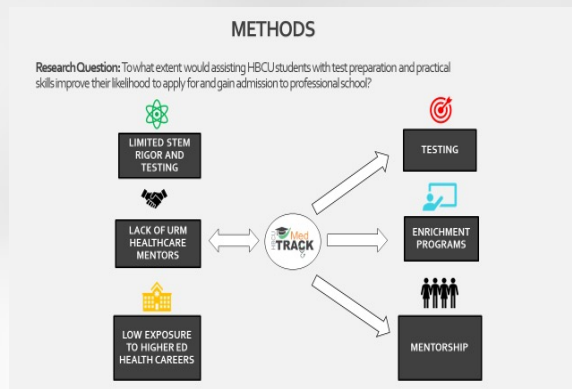 METHODS
Research Question: To what extent would assisting HBCU students with test preparation and practical
skills improve their likelihood to apply for and gain admission to professional school?
LIMITED STEM
RIGOR AND
TESTING
LACK OF URM
HEALTHCARE
MENTORS
LOW EXPOSURE
TO HIGHER ED
HEALTH CAREERS
HBCU
Med
TRACK
TESTING
ENRICHMENT
PROGRAMS
MENTORSHIP